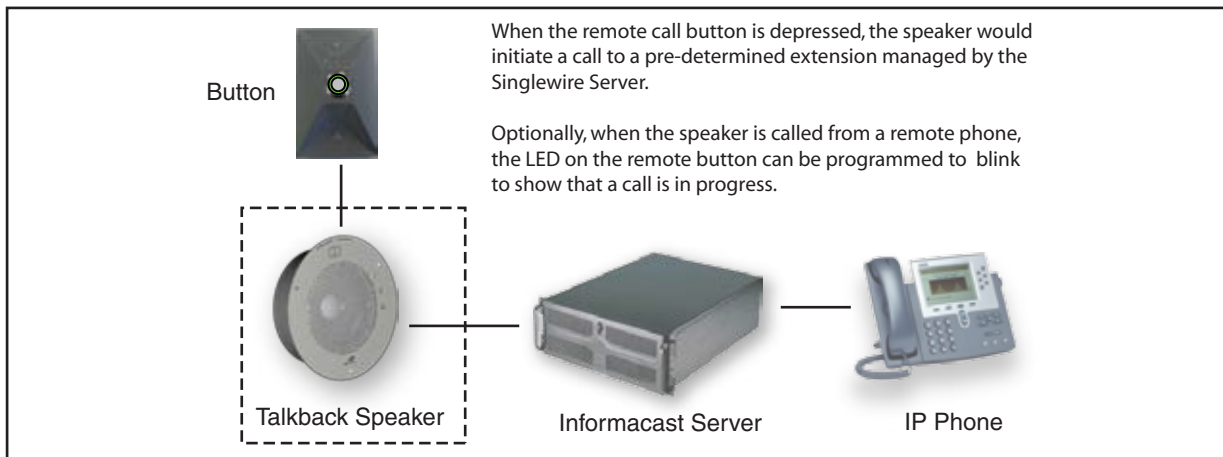 When the remote call button is depressed, the speaker would
initiate a call to a pre-determined extension managed by the
Singlewire Server.
Optionally, when the speaker is called from a remote phone,
the LED on the remote button can be programmed to blink
to show that a call is in progress.
Button
Talkback Speaker
Informacast Server
IP Phone